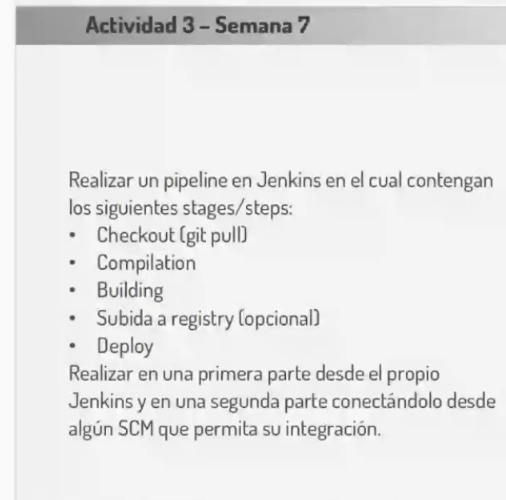 Actividad 3 – Semana 7
Realizar un pipeline en Jenkins en el cual contengan
los siguientes stages/steps:
• Checkout (git pull)
• Compilation
• Building
• Subida a registry (opcional)
• Deploy
Realizar en una primera parte desde el propio
Jenkins y en una segunda parte conectándolo desde
algún SCM que permita su integración.